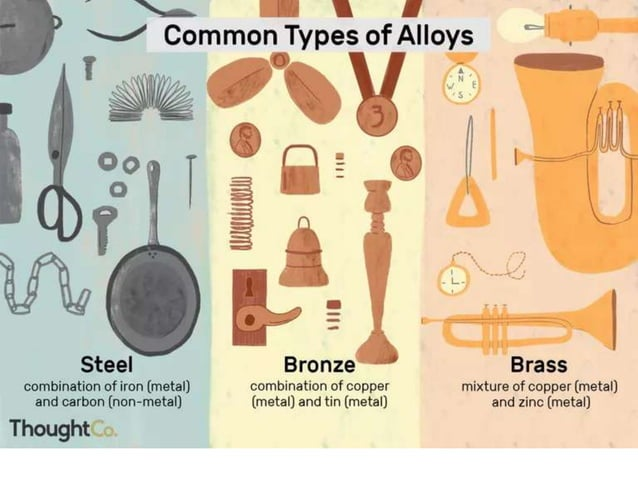 Common Types of Alloys
N
W E
S
3
L
Steel
combination of iron (metal)
and carbon (non-metal)
Bronze
combination of copper
(metal) and tin (metal)
Brass
mixture of copper (metal)
and zinc (metal)
ThoughtCo.